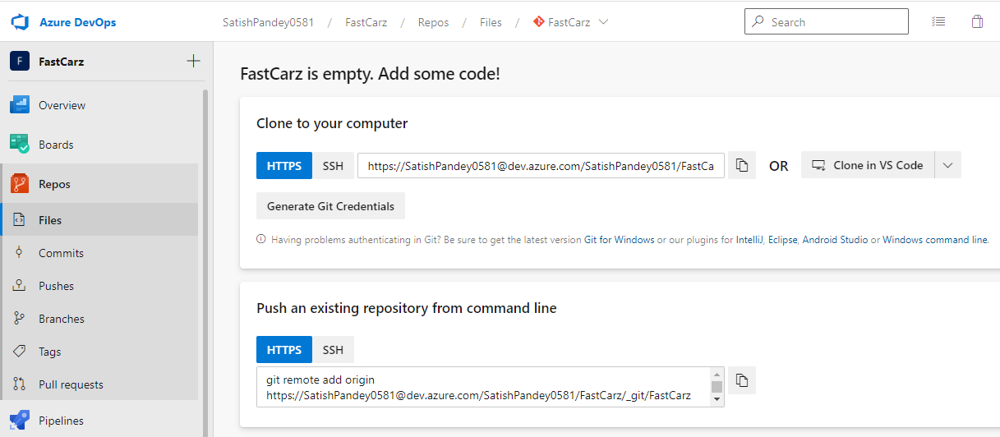 Azure DevOps
SatishPandey0581 / FastCarz / Repos / Files / FastCarz
Search
F FastCarz
Overview
Boards
Repos
Files
Commits
Pushes
Branches
Tags
Pull requests
Pipelines
FastCarz is empty. Add some code!
Clone to your computer
HTTPS SSH https://SatishPandey0581@dev.azure.com/SatishPandey0581/FastCa OR Clone in VS Code
Generate Git Credentials
Having problems authenticating in Git? Be sure to get the latest version Git for Windows or our plugins for IntelliJ, Eclipse, Android Studio or Windows command line.
Push an existing repository from command line
HTTPS SSH
git remote add origin
https://SatishPandey0581@dev.azure.com/SatishPandey0581/FastCarz/_git/FastCarz